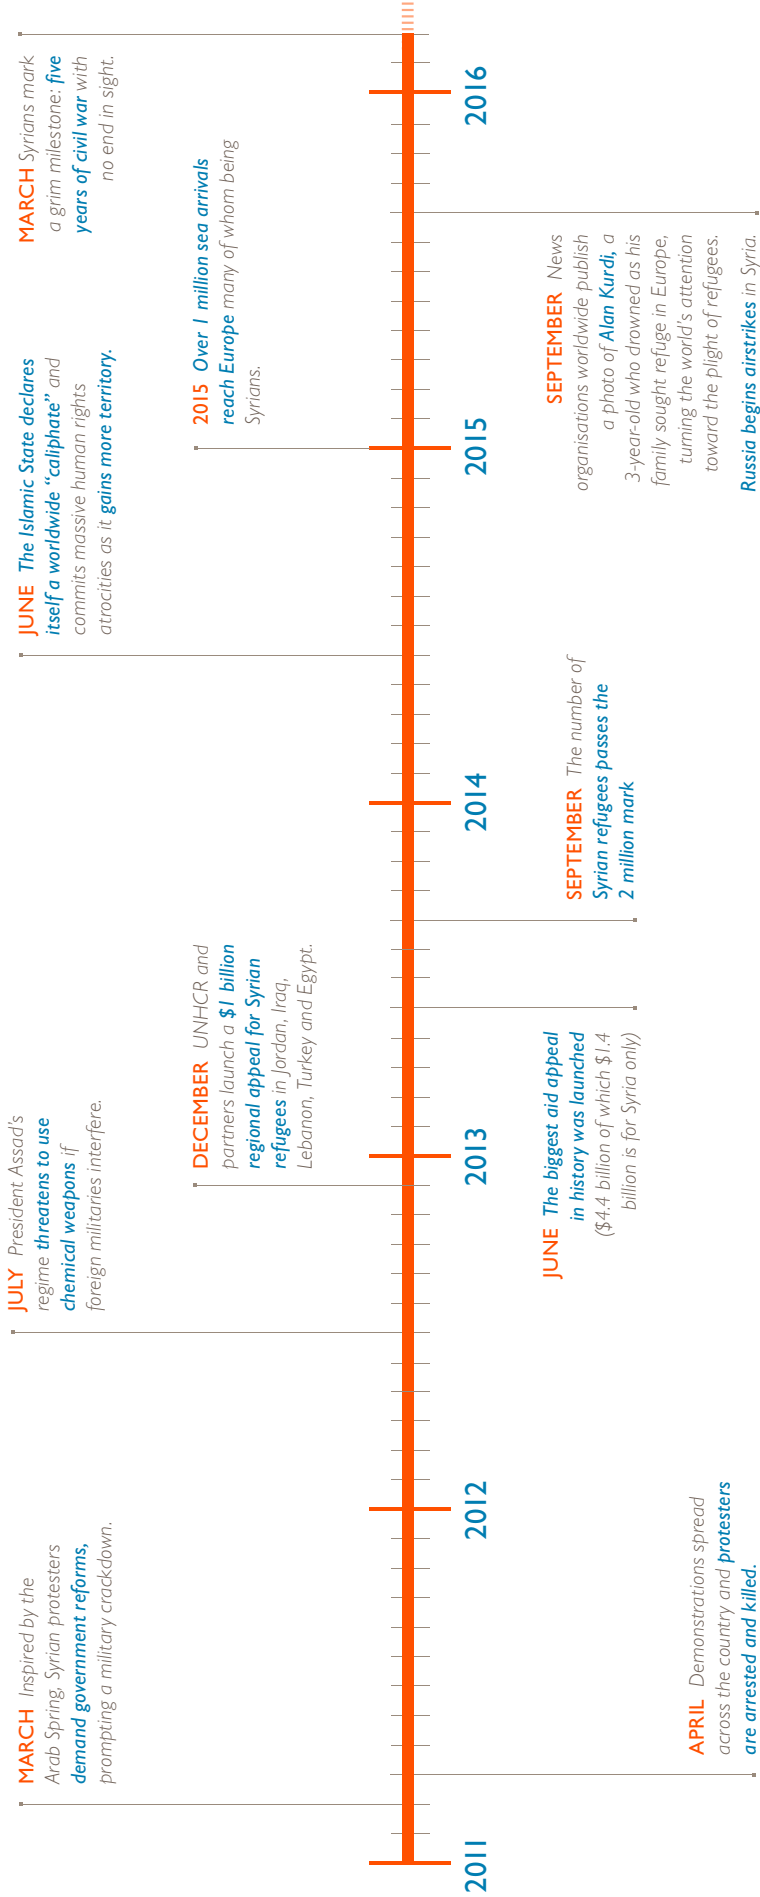 MARCH Inspired by the
Arab Spring, Syrian protesters
demand government reforms,
prompting a military crackdown.
JULY President Assad's
regime threatens to use
chemical weapons if
foreign militaries interfere.
DECEMBER UNHCR and
partners launch a $1 billion
regional appeal for Syrian
refugees in Jordan, Iraq,
Lebanon, Turkey and Egypt.
JUNE The Islamic State declares
itself a worldwide “caliphate” and
commits massive human rights
atrocities as it gains more territory.
2015 Over 1 million sea arrivals
reach Europe many of whom being
Syrians.
MARCH Syrians mark
a grim milestone: five
years of civil war with
no end in sight.
2011
2012
2013
2014
2015
2016
APRIL Demonstrations spread
across the country and protesters
are arrested and killed.
JUNE The biggest aid appeal
in history was launched
($4.4 billion of which $1.4
billion is for Syria only)
SEPTEMBER The number of
Syrian refugees passes the
2 million mark
SEPTEMBER News
organisations worldwide publish
a photo of Alan Kurdi, a
3-year-old who drowned as his
family sought refuge in Europe,
turning the world's attention
toward the plight of refugees.
Russia begins airstrikes in Syria.